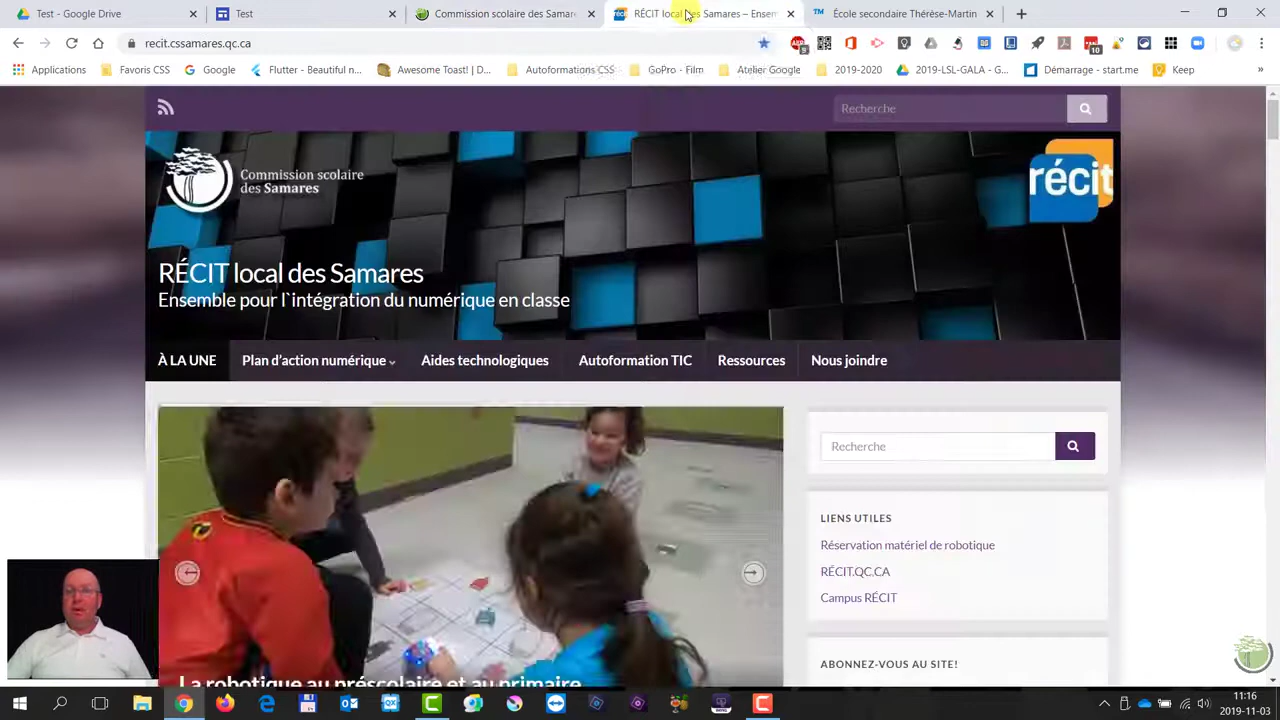 Test - Google Drive
Test
Commission scolaire des Samar
RÉCIT local des Samares – Ensem
École secondaire Thérèse-Martin
recit.cssamares.qc.ca
9
10
Applications
Favoris CSS
Google
Flutter - Beautiful n...
Awesome Toast! | D...
Autoformations CSS
GoPro - Film
Atelier Google
2019-2020
2019-LSL-GALA - G...
Démarrage - start.me
Keep
»
Recherche
Commission scolaire
des Samares
récit
RÉCIT local des Samares
Ensemble pour l`intégration du numérique en classe
À LA UNE
Plan d'action numérique
Aides technologiques
Autoformation TIC
Ressources
Nous joindre
Recherche
LIENS UTILES
Réservation matériel de robotique
RÉCIT.QC.CA
Campus RÉCIT
ABONNEZ-VOUS AU SITE!
La robotique au préscolaire et au primaire
11:16
2019-11-03